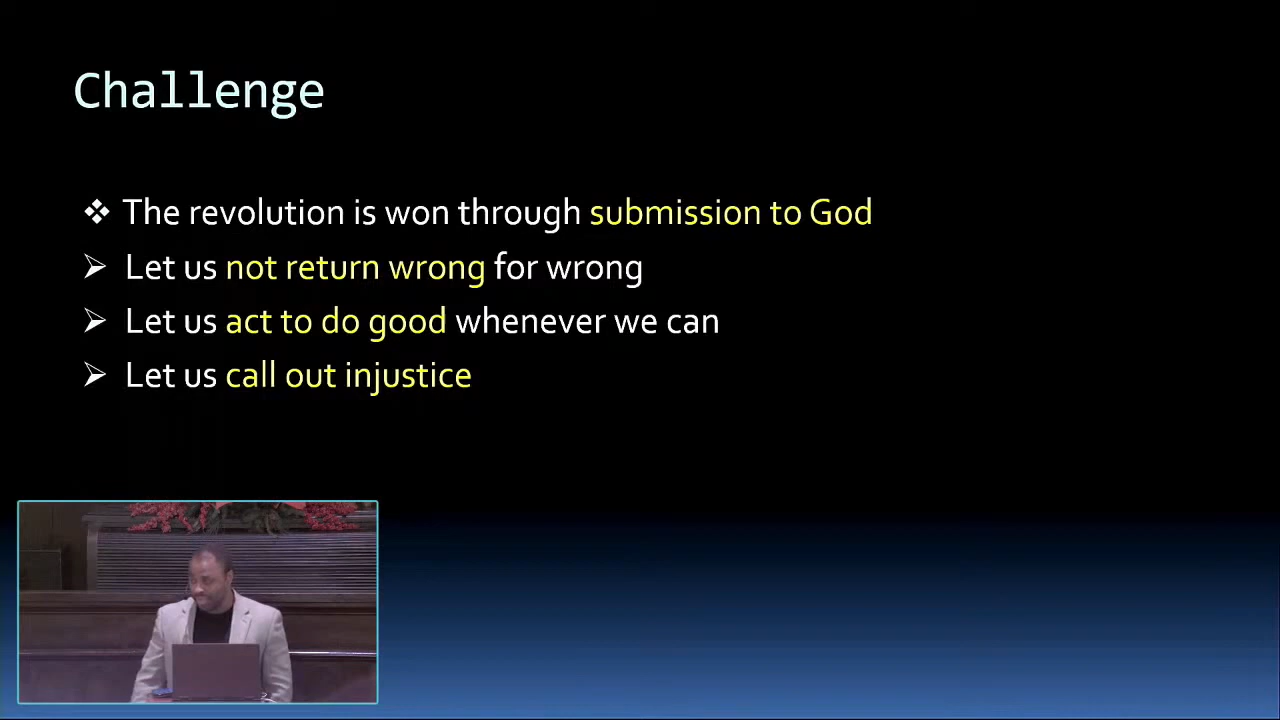 Challenge
❖ The revolution is won through submission to God
➢ Let us not return wrong for wrong
➢ Let us act to do good whenever we can
➢ Let us call out injustice